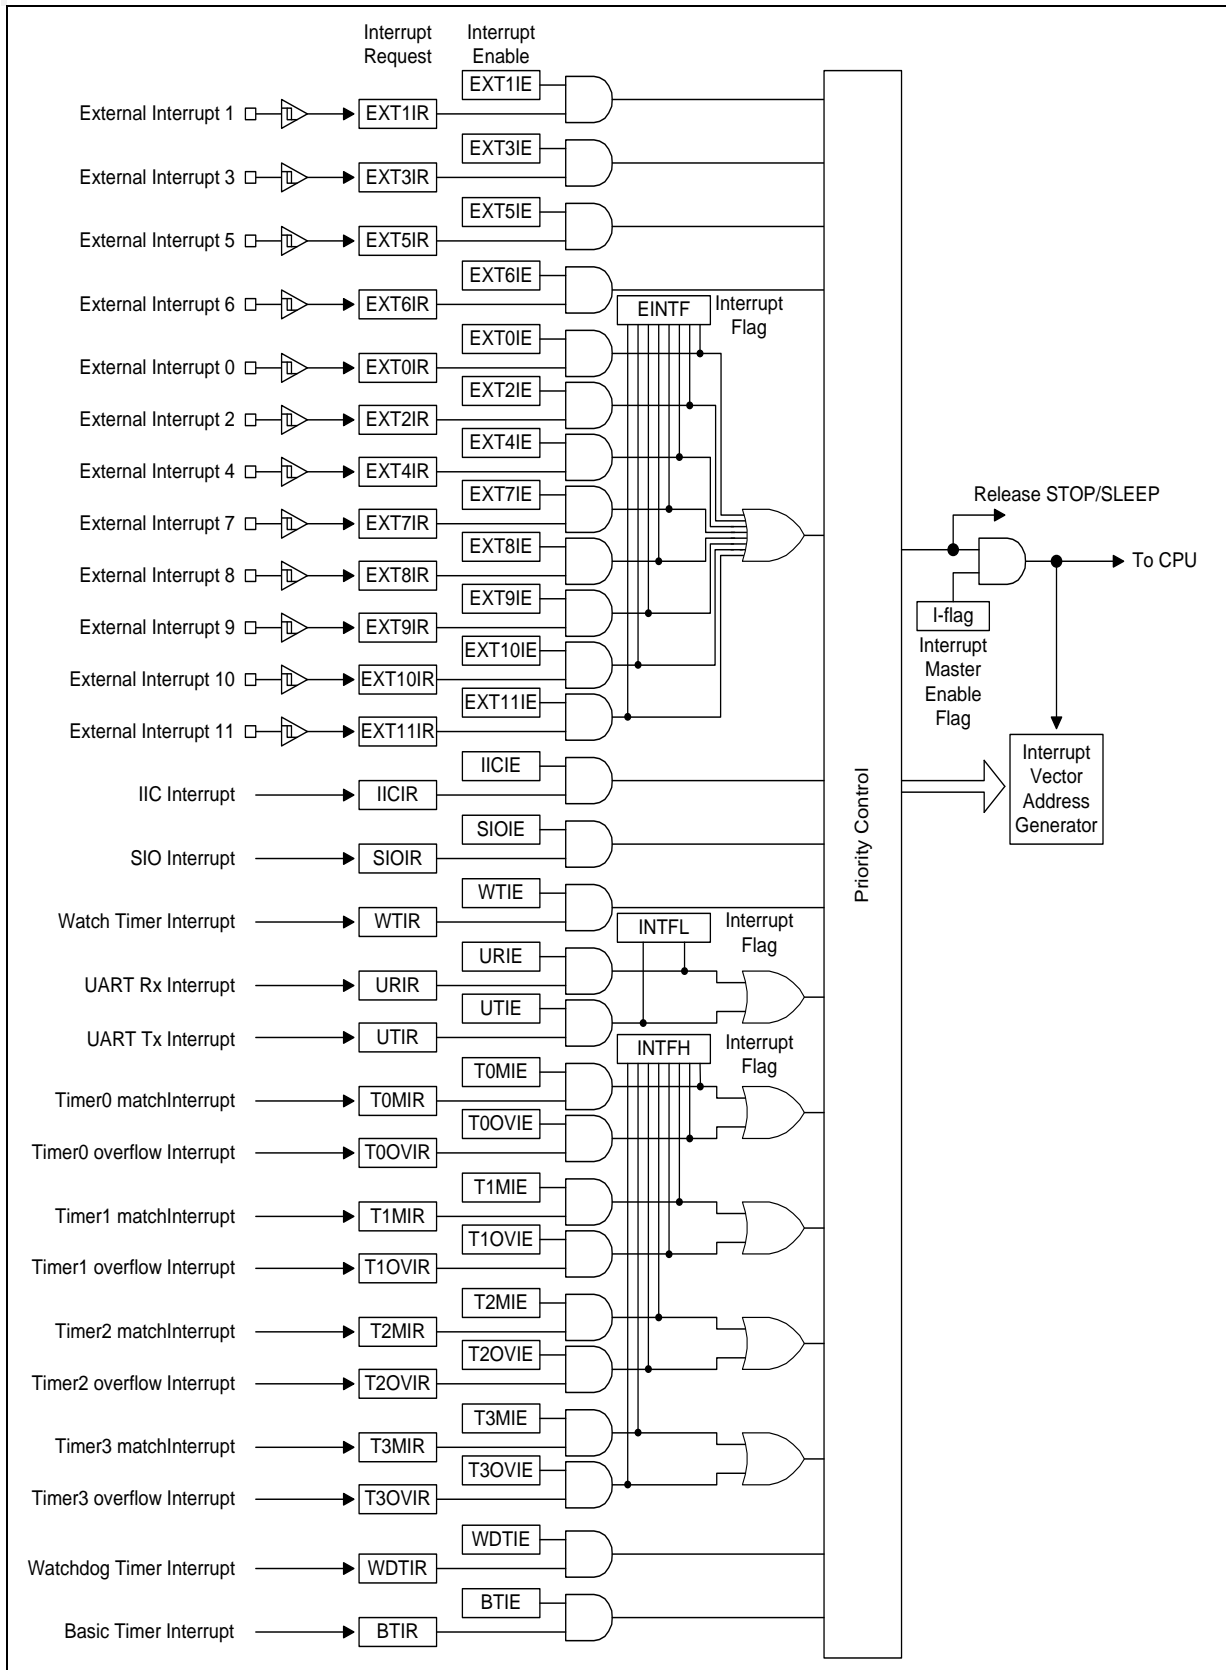 Interrupt
Request
Interrupt
Enable
EXT1IE
External Interrupt 1
EXT1IR
EXT3IE
External Interrupt 3
EXT3IR
EXT5IE
External Interrupt 5
EXT5IR
EXT6IE
External Interrupt 6
EXT6IR
EINTF
Interrupt
Flag
EXT0IE
External Interrupt 0
EXT0IR
EXT2IE
External Interrupt 2
EXT2IR
EXT4IE
External Interrupt 4
EXT4IR
EXT7IE
External Interrupt 7
EXT7IR
EXT8IE
External Interrupt 8
EXT8IR
EXT9IE
External Interrupt 9
EXT9IR
EXT10IE
External Interrupt 10
EXT10IR
EXT11IE
External Interrupt 11
EXT11IR
IICIE
IIC Interrupt
IICIR
SIOIE
SIO Interrupt
SIOIR
WTIE
Watch Timer Interrupt
WTIR
INTFL
Interrupt
Flag
URIE
UART Rx Interrupt
URIR
UTIE
UART Tx Interrupt
UTIR
INTFH
Interrupt
Flag
T0MIE
Timer0 matchInterrupt
T0MIR
T0OVIE
Timer0 overflow Interrupt
T0OVIR
T1MIE
Timer1 matchInterrupt
T1MIR
T1OVIE
Timer1 overflow Interrupt
T1OVIR
T2MIE
Timer2 matchInterrupt
T2MIR
T2OVIE
Timer2 overflow Interrupt
T2OVIR
T3MIE
Timer3 matchInterrupt
T3MIR
T3OVIE
Timer3 overflow Interrupt
T3OVIR
WDTIE
Watchdog Timer Interrupt
WDTIR
BTIE
Basic Timer Interrupt
BTIR
Priority Control
Release STOP/SLEEP
To CPU
I-flag
Interrupt
Master
Enable
Flag
Interrupt
Vector
Address
Generator